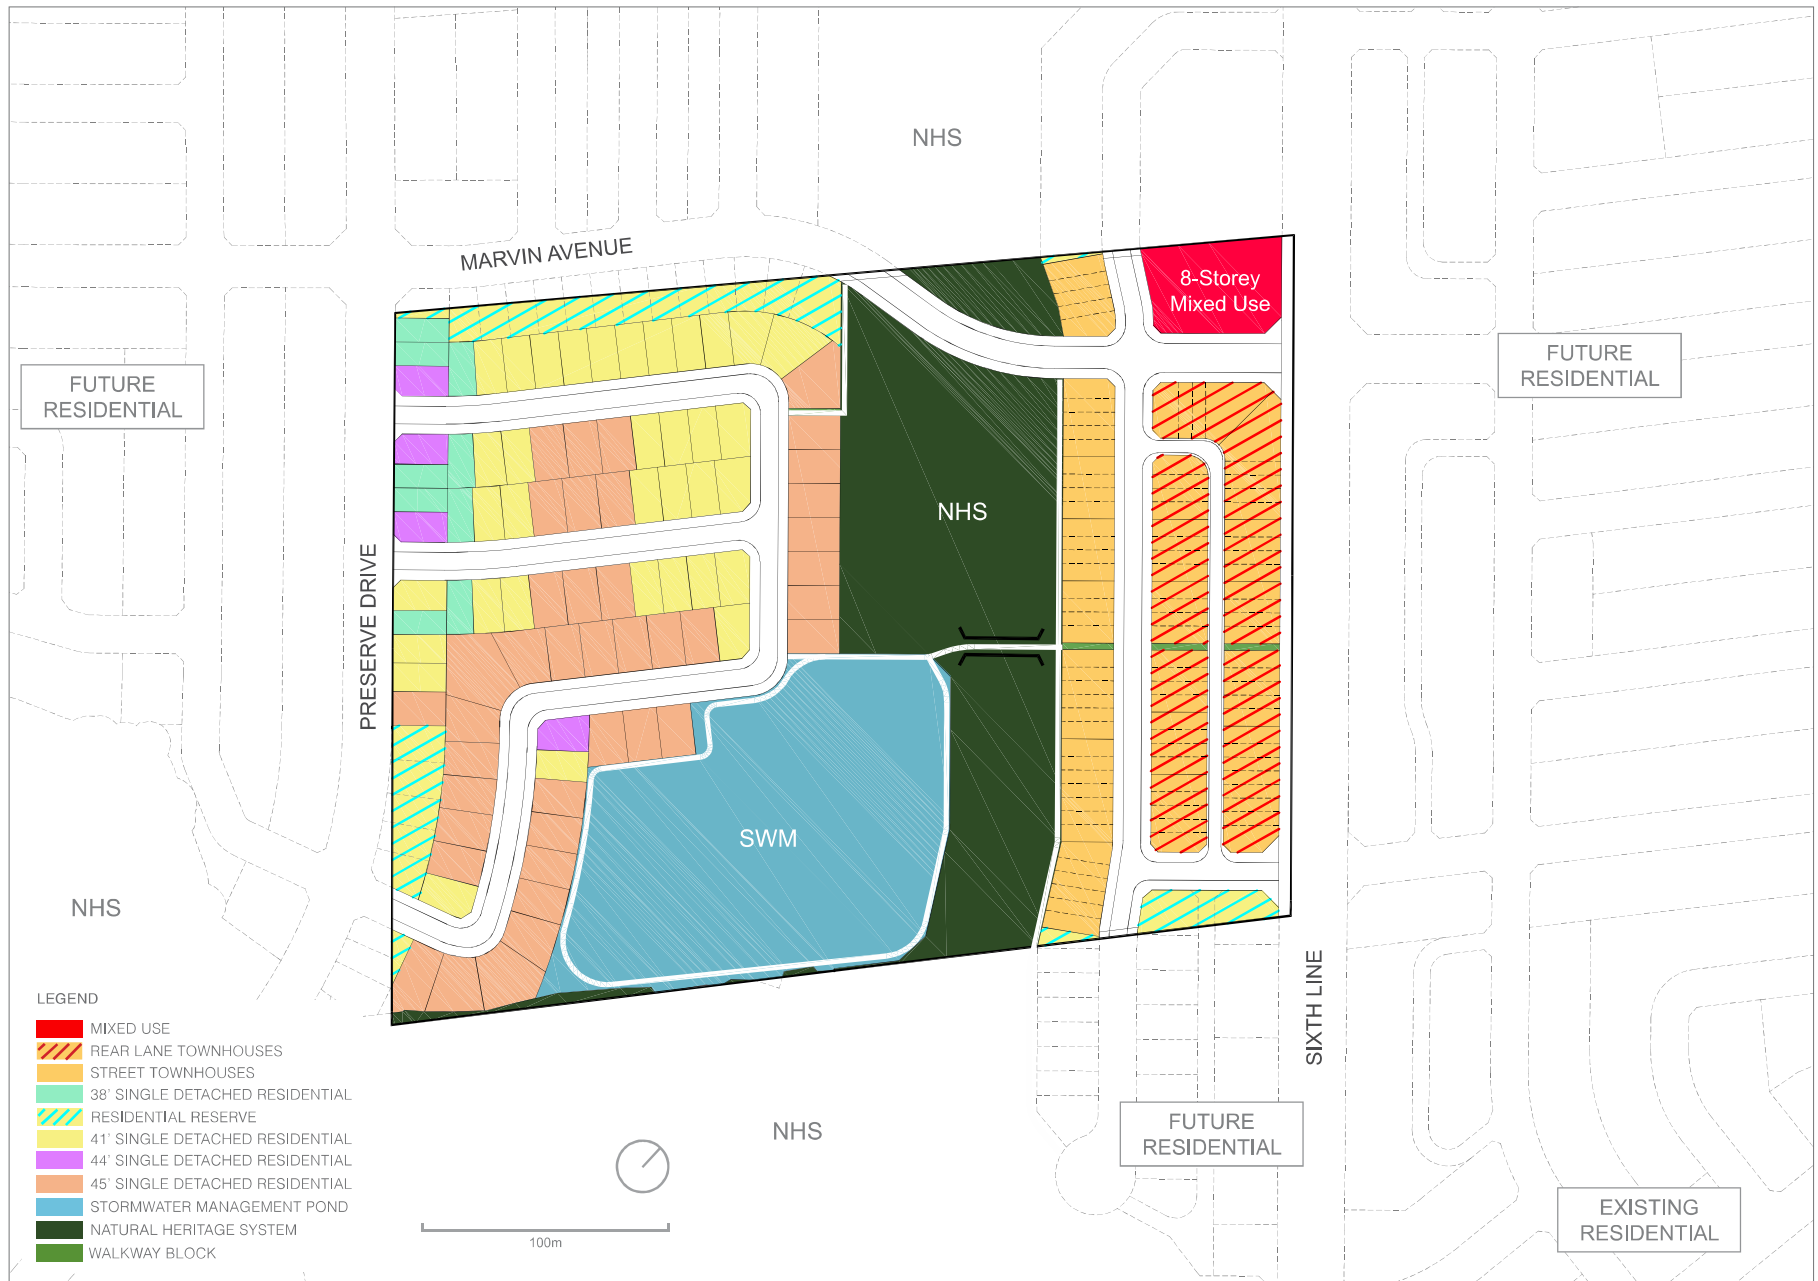 NHS
MARVIN AVENUE
8-Storey
Mixed Use
FUTURE
RESIDENTIAL
FUTURE
RESIDENTIAL
NHS
PRESERVE DRIVE
SWM
NHS
SIXTH LINE
LEGEND
MIXED USE
REAR LANE TOWNHOUSES
STREET TOWNHOUSES
38' SINGLE DETACHED RESIDENTIAL
RESIDENTIAL RESERVE
41' SINGLE DETACHED RESIDENTIAL
44' SINGLE DETACHED RESIDENTIAL
45' SINGLE DETACHED RESIDENTIAL
STORMWATER MANAGEMENT POND
NATURAL HERITAGE SYSTEM
WALKWAY BLOCK
100m
NHS
FUTURE
RESIDENTIAL
EXISTING
RESIDENTIAL